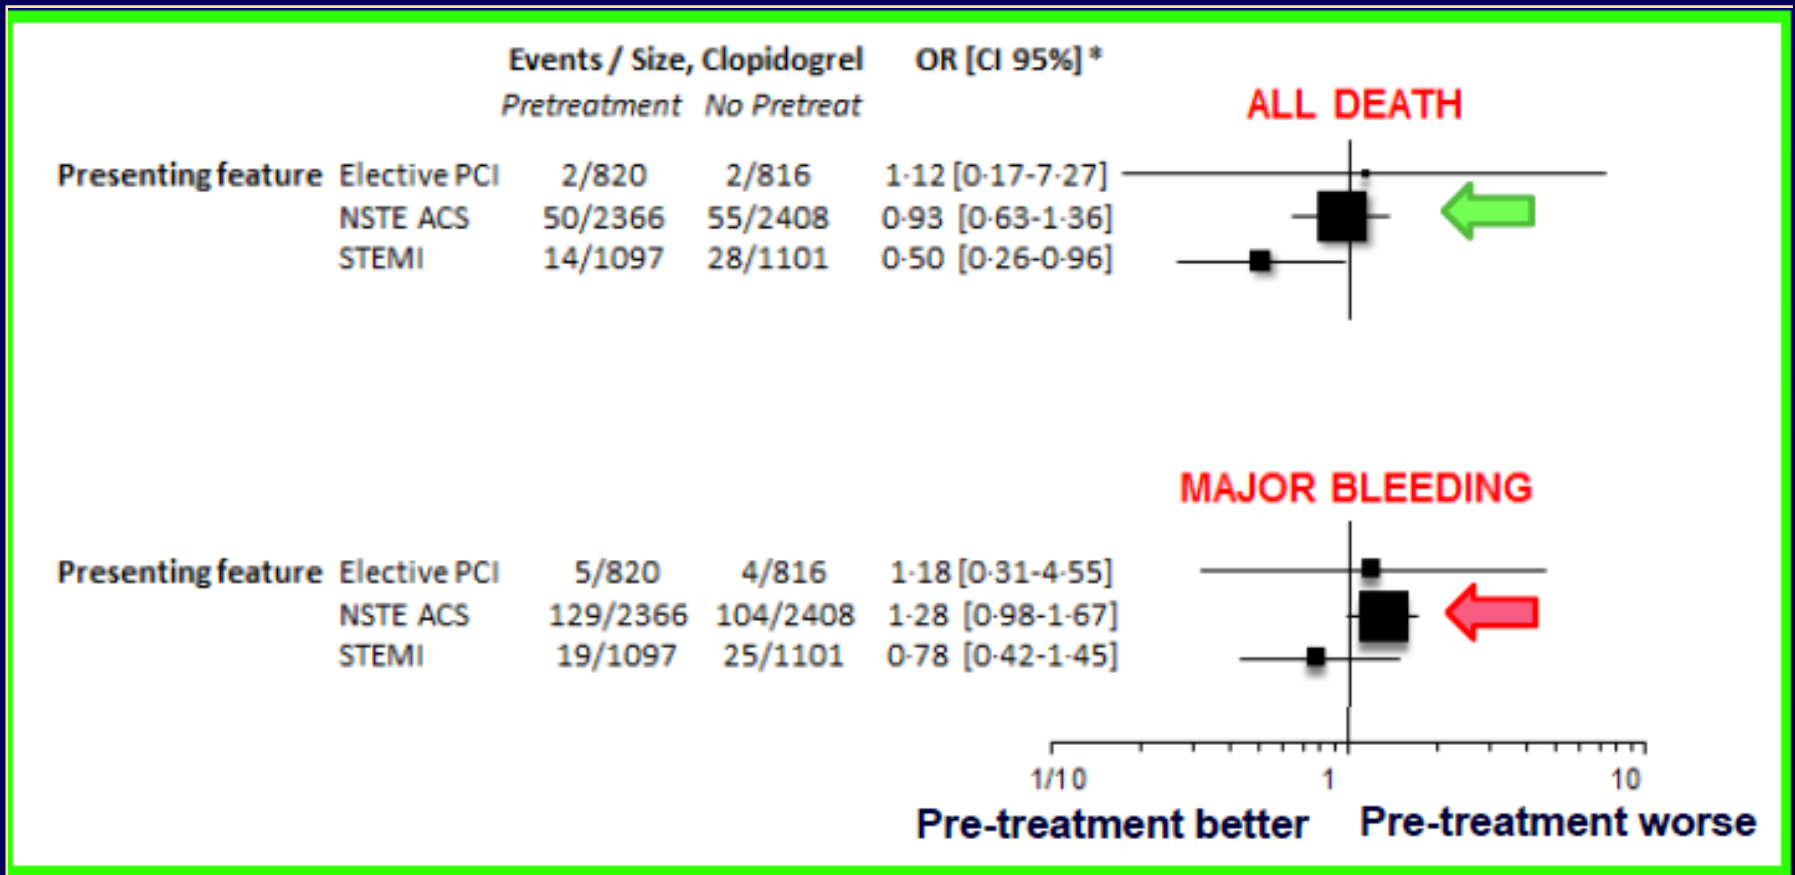 Events / Size, Clopidogrel OR [CI 95%] *
Pretreatment No Pretreat
ALL DEATH
Presenting feature Elective PCI 2/820 2/816 1·12 [0·17-7·27]
NSTE ACS 50/2366 55/2408 0·93 [0·63-1·36]
STEMI 14/1097 28/1101 0·50 [0·26-0·96]
MAJOR BLEEDING
Presenting feature Elective PCI 5/820 4/816 1·18 [0·31-4·55]
NSTE ACS 129/2366 104/2408 1·28 [0·98-1·67]
STEMI 19/1097 25/1101 0·78 [0·42-1·45]
1/10 1 10
Pre-treatment better Pre-treatment worse